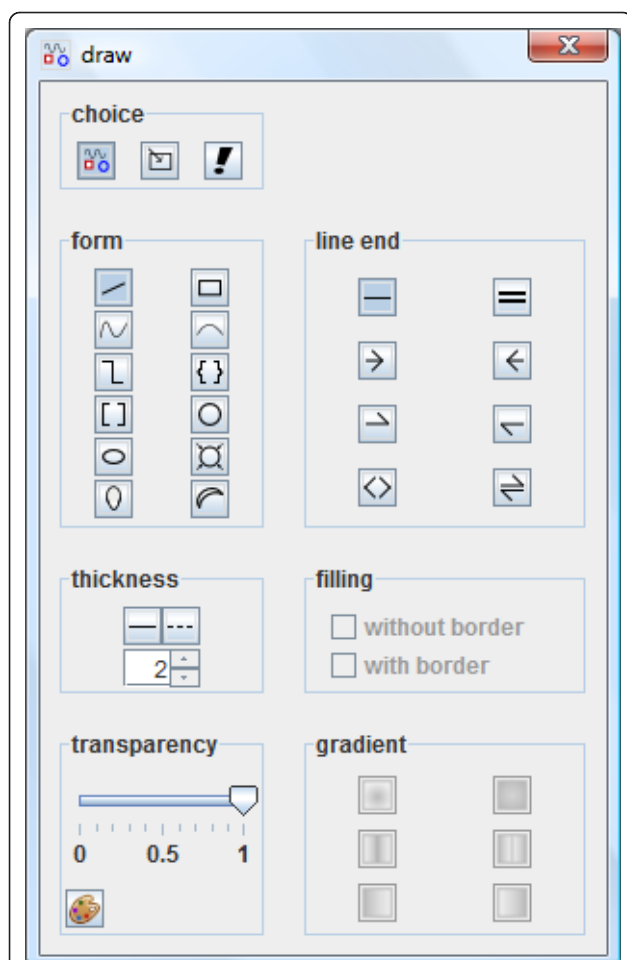 draw
choice
form
line end
thickness
2
filling
without border
with border
transparency
0 0.5 1
gradient